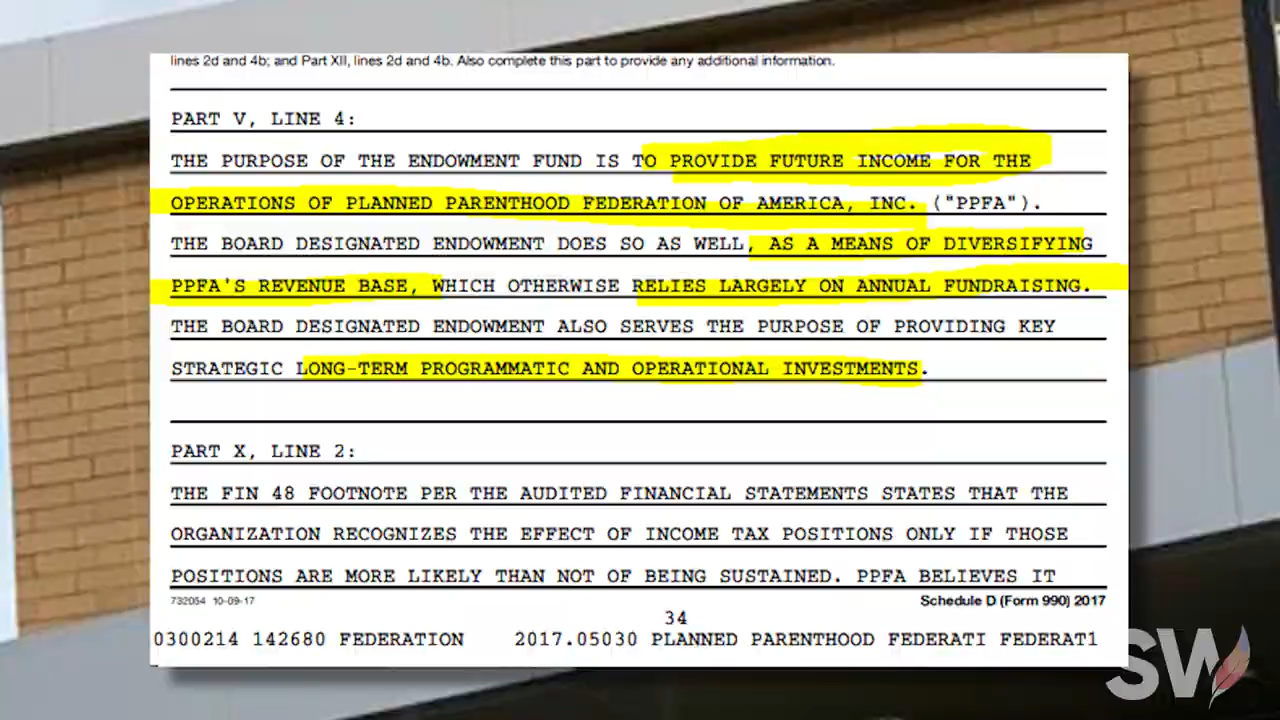 lines 2d and 4b; and Part XII, lines 2d and 4b. Also complete this part to provide any additional information.
PART V, LINE 4:
THE PURPOSE OF THE ENDOWMENT FUND IS TO PROVIDE FUTURE INCOME FOR THE
OPERATIONS OF PLANNED PARENTHOOD FEDERATION OF AMERICA, INC. ("PPFA").
THE BOARD DESIGNATED ENDOWMENT DOES SO AS WELL, AS A MEANS OF DIVERSIFYING
PPFA'S REVENUE BASE, WHICH OTHERWISE RELIES LARGELY ON ANNUAL FUNDRAISING.
THE BOARD DESIGNATED ENDOWMENT ALSO SERVES THE PURPOSE OF PROVIDING KEY
STRATEGIC LONG-TERM PROGRAMMATIC AND OPERATIONAL INVESTMENTS.
PART X, LINE 2:
THE FIN 48 FOOTNOTE PER THE AUDITED FINANCIAL STATEMENTS STATES THAT THE
ORGANIZATION RECOGNIZES THE EFFECT OF INCOME TAX POSITIONS ONLY IF THOSE
POSITIONS ARE MORE LIKELY THAN NOT OF BEING SUSTAINED. PPFA BELIEVES IT
732054 10-09-17 Schedule D (Form 990) 2017
34
0300214 142680 FEDERATION 2017.05030 PLANNED PARENTHOOD FEDERATI FEDERAT1
SW